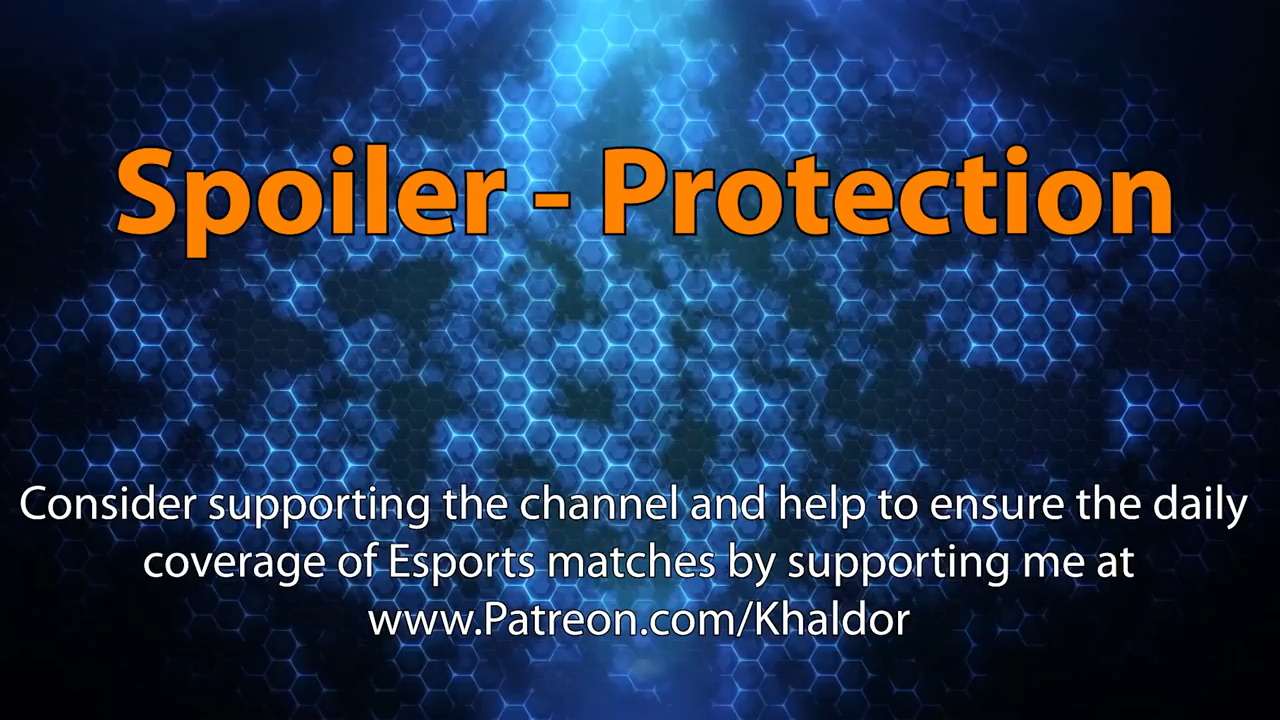 Spoiler - Protection
Consider supporting the channel and help to ensure the daily
coverage of Esports matches by supporting me at
www.Patreon.com/Khaldor